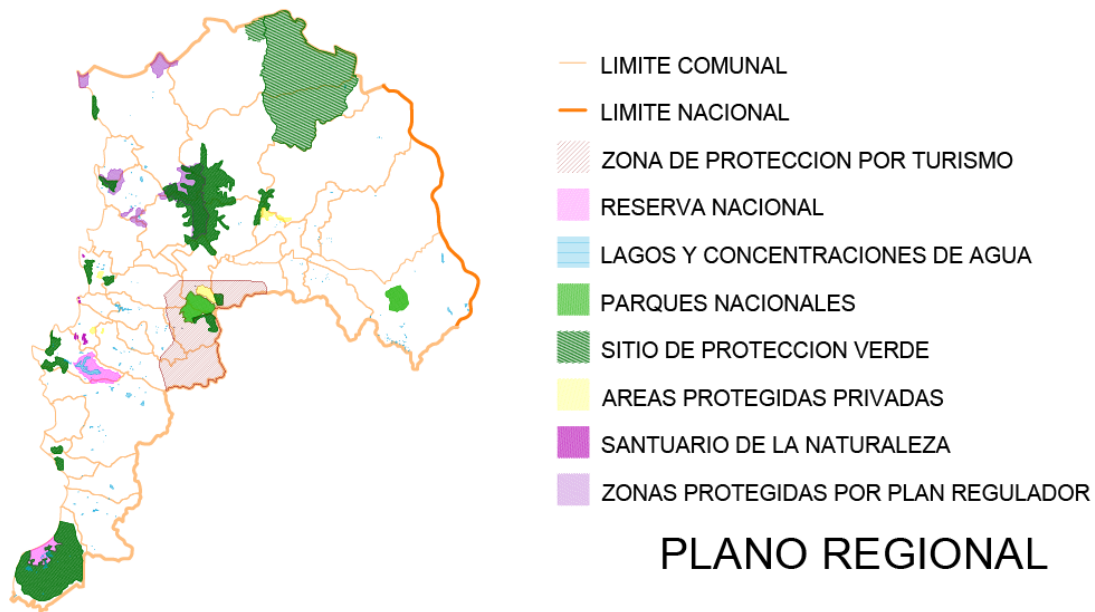 LIMITE COMUNAL
LIMITE NACIONAL
ZONA DE PROTECCION POR TURISMO
RESERVA NACIONAL
LAGOS Y CONCENTRACIONES DE AGUA
PARQUES NACIONALES
SITIO DE PROTECCION VERDE
AREAS PROTEGIDAS PRIVADAS
SANTUARIO DE LA NATURALEZA
ZONAS PROTEGIDAS POR PLAN REGULADOR
PLANO REGIONAL